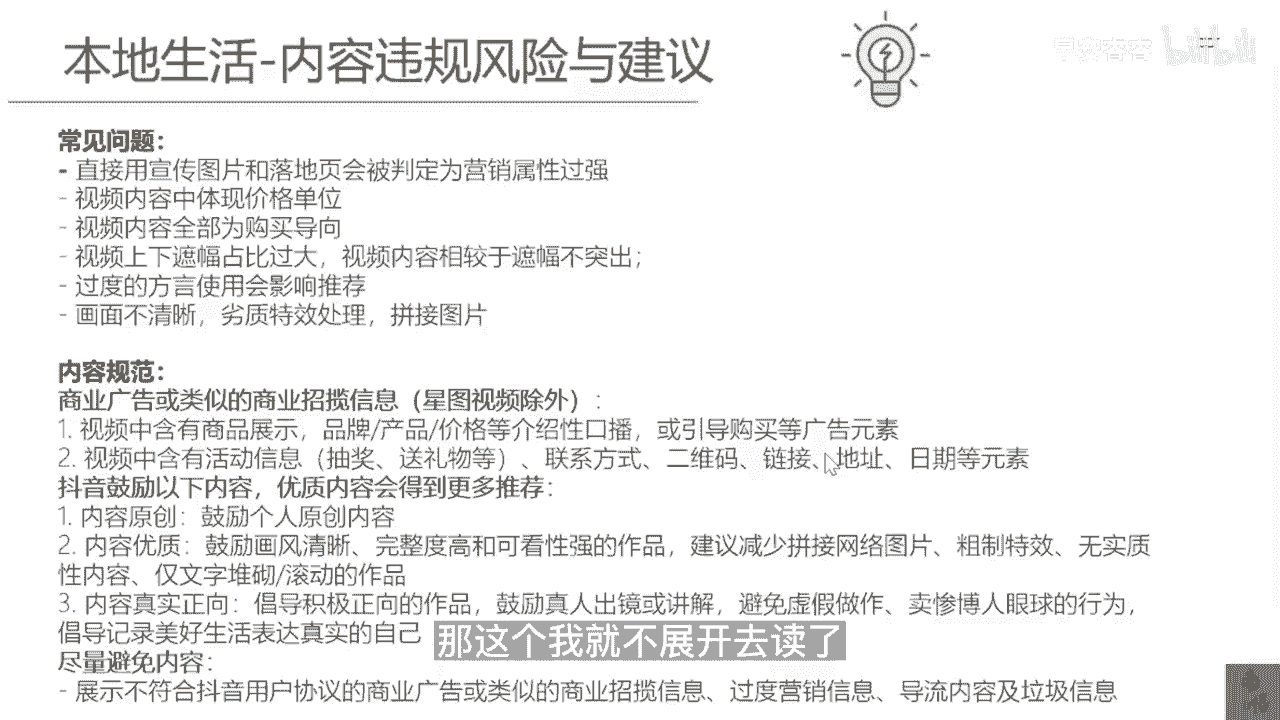 本地生活-内容违规风险与建议
bilibili
常见问题：
- 直接用宣传图片和落地页会被判定为营销属性过强
- 视频内容中体现价格单位
- 视频内容全部为购买导向
- 视频上下遮幅占比过大，视频内容相较于遮幅不突出；
- 过度的方言使用会影响推荐
- 画面不清晰，劣质特效处理，拼接图片
内容规范：
商业广告或类似的商业招揽信息（星图视频除外）：
1. 视频中含有商品展示，品牌/产品/价格等介绍性口播，或引导购买等广告元素
2. 视频中含有活动信息（抽奖、送礼物等）、联系方式、二维码、链接、地址、日期等元素
抖音鼓励以下内容，优质内容会得到更多推荐：
1. 内容原创：鼓励个人原创内容
2. 内容优质：鼓励画风清晰、完整度高和可看性强的作品，建议减少拼接网络图片、粗制特效、无实质
性内容、仅文字堆砌/滚动的作品
3. 内容真实正向：倡导积极正向的作品，鼓励真人出镜或讲解，避免虚假做作、卖惨博人眼球的行为，
倡导记录美好生活表达真实的自己
那这个我就不展开去读了
尽量避免内容：
- 展示不符合抖音用户协议的商业广告或类似的商业招揽信息、过度营销信息、导流内容及垃圾信息